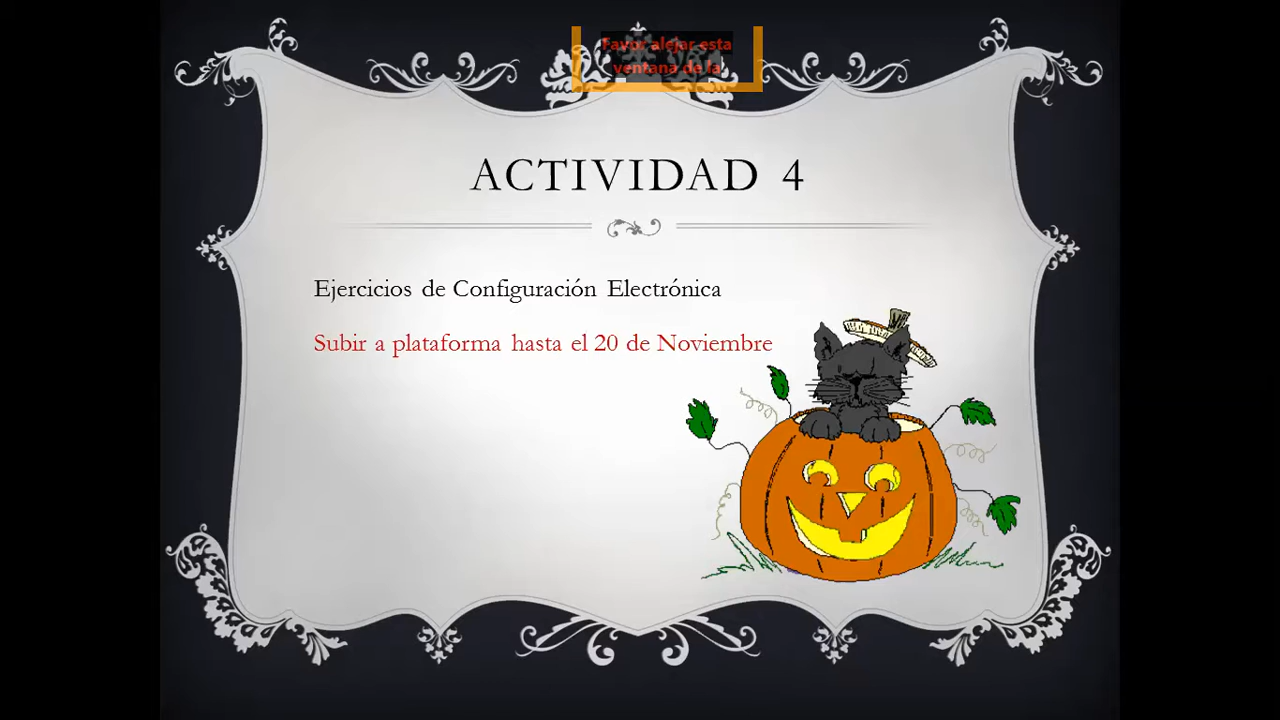 Favor alejar esta
ventana de la
ACTIVIDAD 4
Ejercicios de Configuración Electrónica
Subir a plataforma hasta el 20 de Noviembre